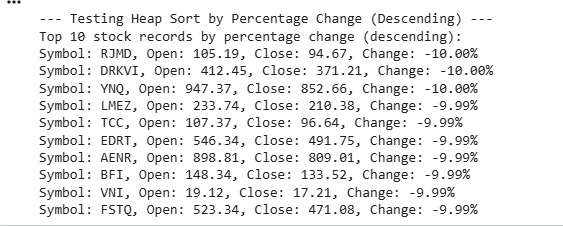 --- Testing Heap Sort by Percentage Change (Descending) ---
Top 10 stock records by percentage change (descending):
Symbol: RJMD, Open: 105.19, Close: 94.67, Change: -10.00%
Symbol: DRKVI, Open: 412.45, Close: 371.21, Change: -10.00%
Symbol: YNQ, Open: 947.37, Close: 852.66, Change: -10.00%
Symbol: LMEZ, Open: 233.74, Close: 210.38, Change: -9.99%
Symbol: TCC, Open: 107.37, Close: 96.64, Change: -9.99%
Symbol: EDRT, Open: 546.34, Close: 491.75, Change: -9.99%
Symbol: AENR, Open: 898.81, Close: 809.01, Change: -9.99%
Symbol: BFI, Open: 148.34, Close: 133.52, Change: -9.99%
Symbol: VNI, Open: 19.12, Close: 17.21, Change: -9.99%
Symbol: FSTQ, Open: 523.34, Close: 471.08, Change: -9.99%